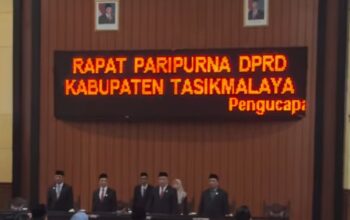 RAPAT PARIPURNA DPRD
KABUPATEN TASIKMALAYA
Pengucapa